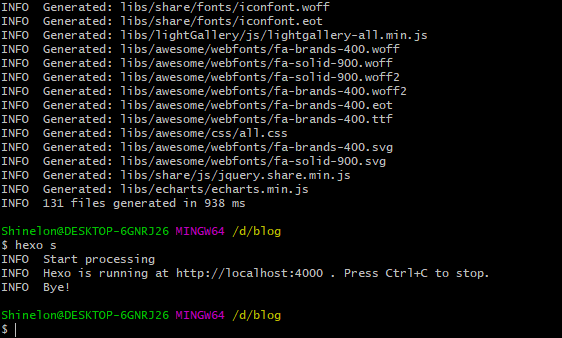 INFO  Generated: libs/share/fonts/iconfont.woff
INFO  Generated: libs/share/fonts/iconfont.eot
INFO  Generated: libs/lightGallery/js/lightgallery-all.min.js
INFO  Generated: libs/awesome/webfonts/fa-brands-400.woff
INFO  Generated: libs/awesome/webfonts/fa-solid-900.woff
INFO  Generated: libs/awesome/webfonts/fa-solid-900.woff2
INFO  Generated: libs/awesome/webfonts/fa-brands-400.woff2
INFO  Generated: libs/awesome/webfonts/fa-brands-400.eot
INFO  Generated: libs/awesome/webfonts/fa-brands-400.ttf
INFO  Generated: libs/awesome/css/all.css
INFO  Generated: libs/awesome/webfonts/fa-brands-400.svg
INFO  Generated: libs/awesome/webfonts/fa-solid-900.svg
INFO  Generated: libs/share/js/jquery.share.min.js
INFO  Generated: libs/echarts/echarts.min.js
INFO  131 files generated in 938 ms
Shinelon@DESKTOP-6GNRJ26 MINGW64 /d/blog
$ hexo s
INFO  Start processing
INFO  Hexo is running at http://localhost:4000 . Press Ctrl+C to stop.
INFO  Bye!
Shinelon@DESKTOP-6GNRJ26 MINGW64 /d/blog
$